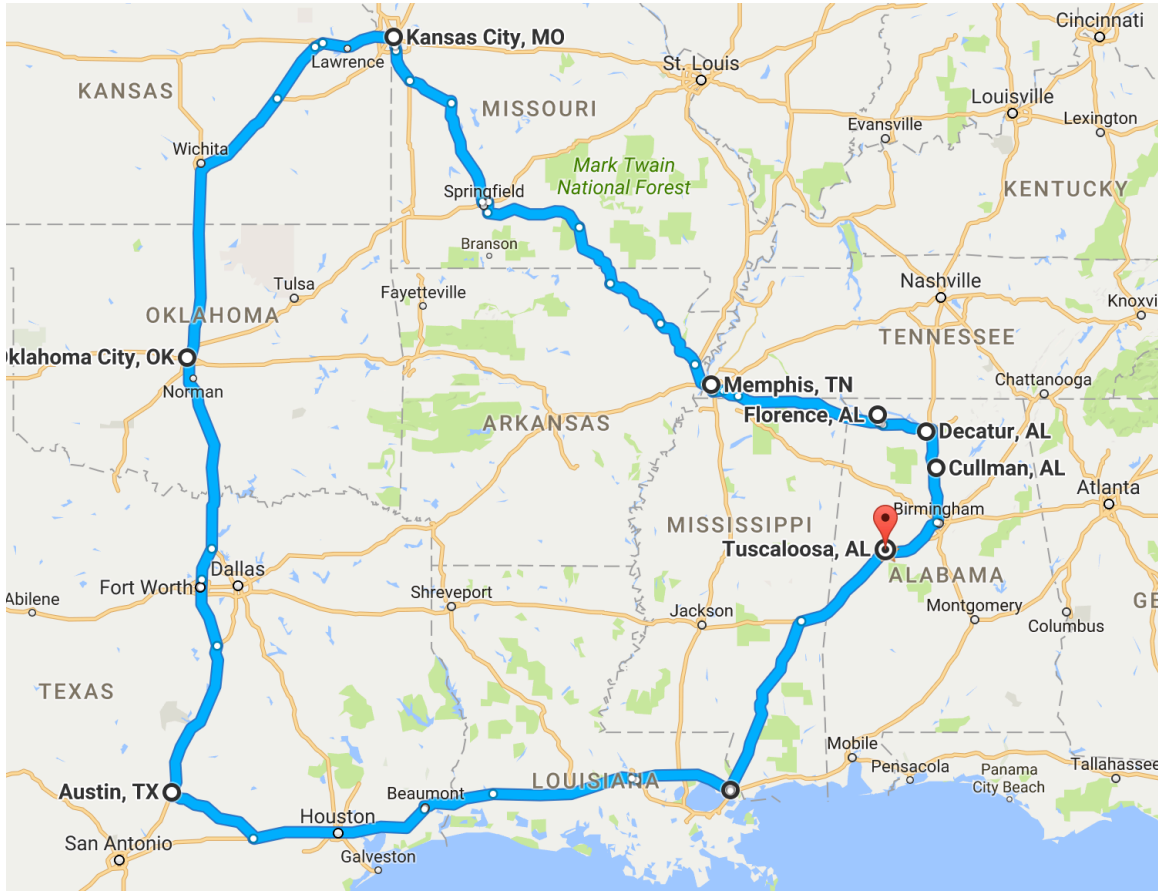 Cincinnati
Kansas City, MO
Lawrence
St. Louis
KANSAS
MISSOURI
Louisville
Lexington
Evansville
Wichita
Mark Twain
National Forest
KENTUCKY
Springfield
Branson
Nashville
Tulsa
Fayetteville
Knoxvi
OKLAHOMA
TENNESSEE
Oklahoma City, OK
Norman
Memphis, TN
Chattanooga
Florence, AL
ARKANSAS
Decatur, AL
Cullman, AL
Atlanta
Birmingham
MISSISSIPPI
Tuscaloosa, AL
ALABAMA
Dallas
Fort Worth
Abilene
Shreveport
Jackson
Montgomery
GE
Columbus
TEXAS
Mobile
Pensacola
Panama
City Beach
Tallahassee
LOUISIANA
Austin, TX
Beaumont
Houston
San Antonio
Galveston